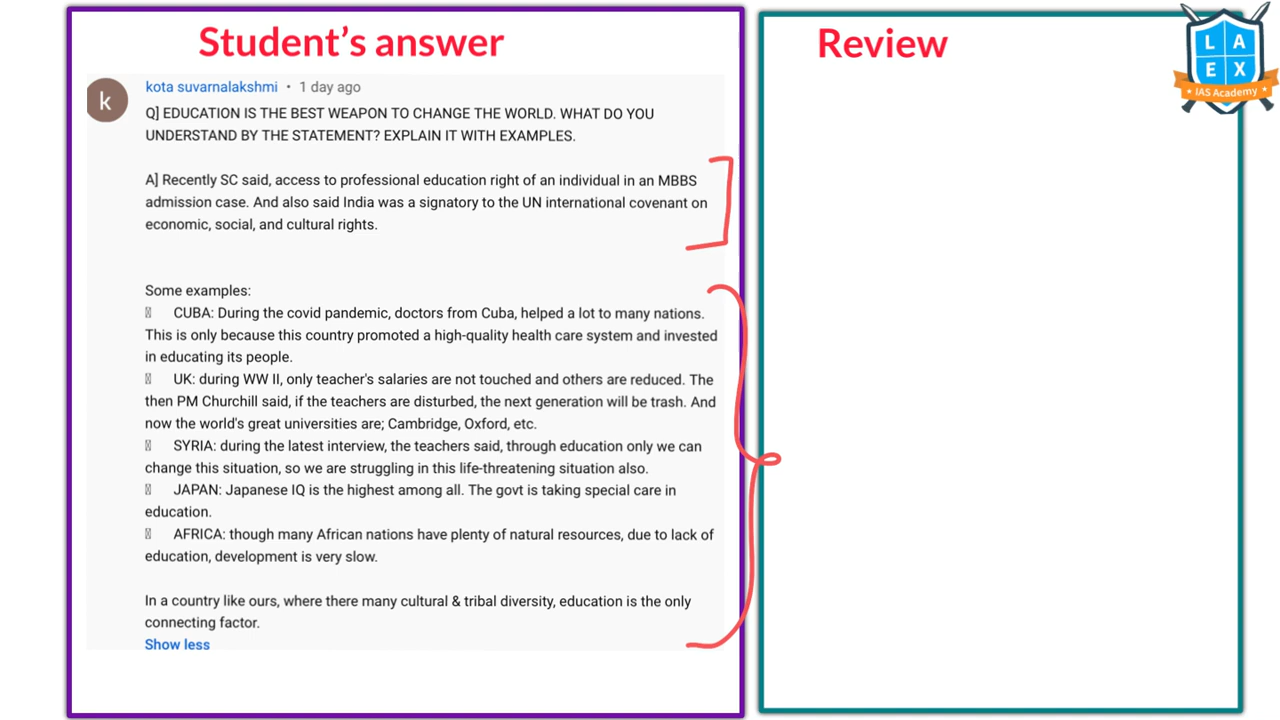 Student's answer
k
kota suvarnalakshmi • 1 day ago
Q] EDUCATION IS THE BEST WEAPON TO CHANGE THE WORLD. WHAT DO YOU
UNDERSTAND BY THE STATEMENT? EXPLAIN IT WITH EXAMPLES.
A] Recently SC said, access to professional education right of an individual in an MBBS
admission case. And also said India was a signatory to the UN international covenant on
economic, social, and cultural rights.
Some examples:
CUBA: During the covid pandemic, doctors from Cuba, helped a lot to many nations.
This is only because this country promoted a high-quality health care system and invested
in educating its people.
UK: during WW II, only teacher's salaries are not touched and others are reduced. The
then PM Churchill said, if the teachers are disturbed, the next generation will be trash. And
now the world's great universities are; Cambridge, Oxford, etc.
SYRIA: during the latest interview, the teachers said, through education only we can
change this situation, so we are struggling in this life-threatening situation also.
JAPAN: Japanese IQ is the highest among all. The govt is taking special care in
education.
AFRICA: though many African nations have plenty of natural resources, due to lack of
education, development is very slow.
In a country like ours, where there many cultural & tribal diversity, education is the only
connecting factor.
Show less
Review
L A
E X
IAS Academy